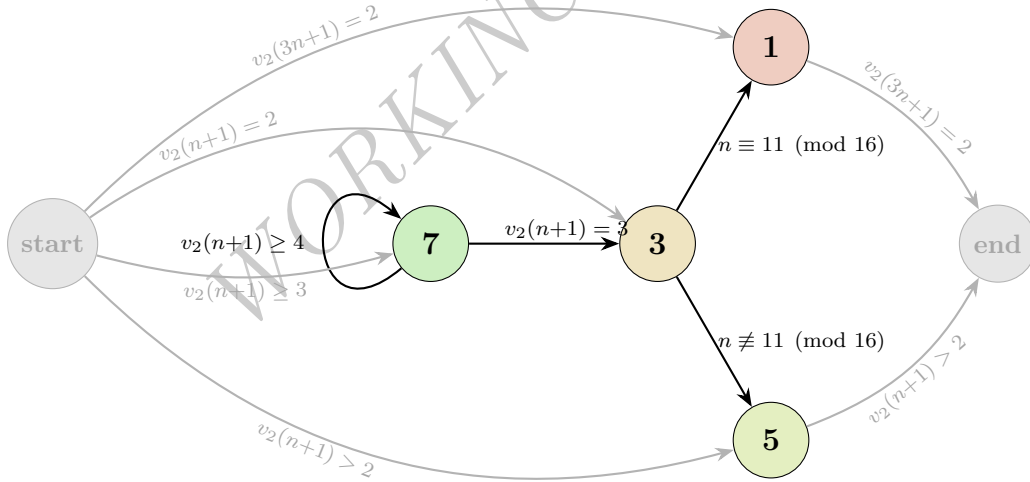 v₂(3n+1) = 2
1
v₂(3n+1) = 2
v₂(n+1) = 2
n ≡ 11 (mod 16)
WORKING
start
v₂(n+1) ≥ 4
7
v₂(n+1) = 3
3
end
v₂(n+1) ≥ 3
n ≢ 11 (mod 16)
v₂(n+1) > 2
v₂(n+1) > 2
5